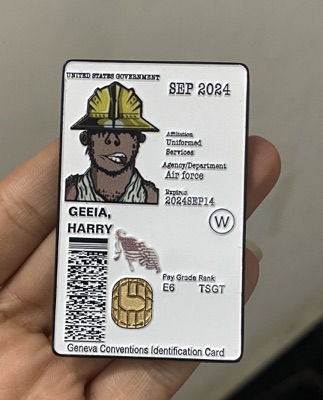 UNITED STATES GOVERNMENT
SEP 2024
Affiliation
Uniformed
Services
Agency/Department
Air force
Expires
2024SEP14
GEEIA,
HARRY
W
Pay Grade Rank
E6 TSGT
Geneva Conventions Identification Card